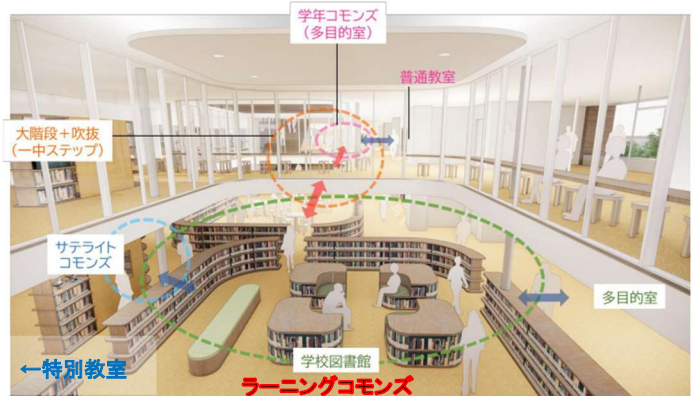 学年コモンズ
（多目的室）
普通教室
大階段＋吹抜
（一中ステップ）
サテライト
コモンズ
多目的室
学校図書館
←特別教室
ラーニングコモンズ